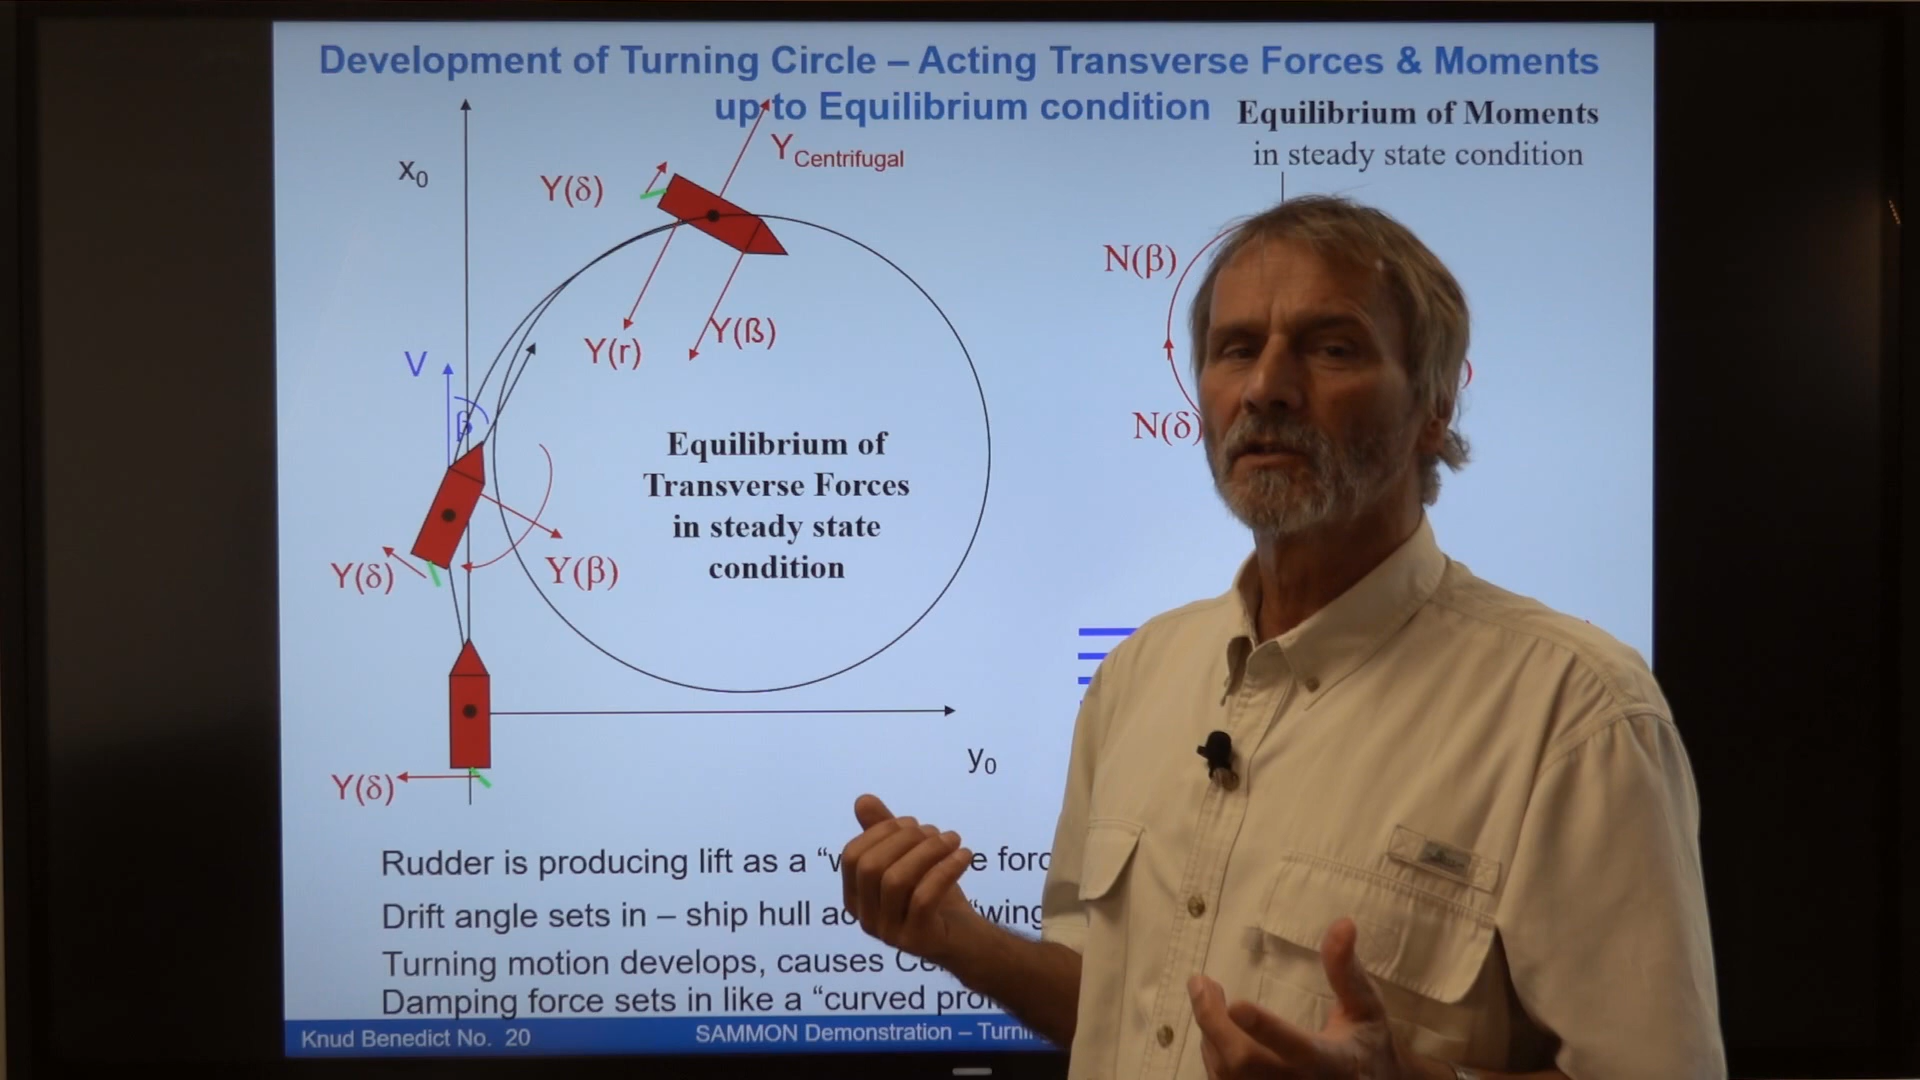 Development of Turning Circle – Acting Transverse Forces & Moments
up to Equilibrium condition
Equilibrium of Moments
in steady state condition
x0
Y Centrifugal
Y(δ)
N(β)
Y(r)
Y(ß)
V
β
N(δ)
Equilibrium of
Transverse Forces
in steady state
condition
Y(δ)
Y(β)
y0
Y(δ)
Rudder is producing lift as a
Drift angle sets in – ship hull
Turning motion develops, causes
Damping force sets in like a “curved
Knud Benedict No. 20
SAMMON Demonstration –